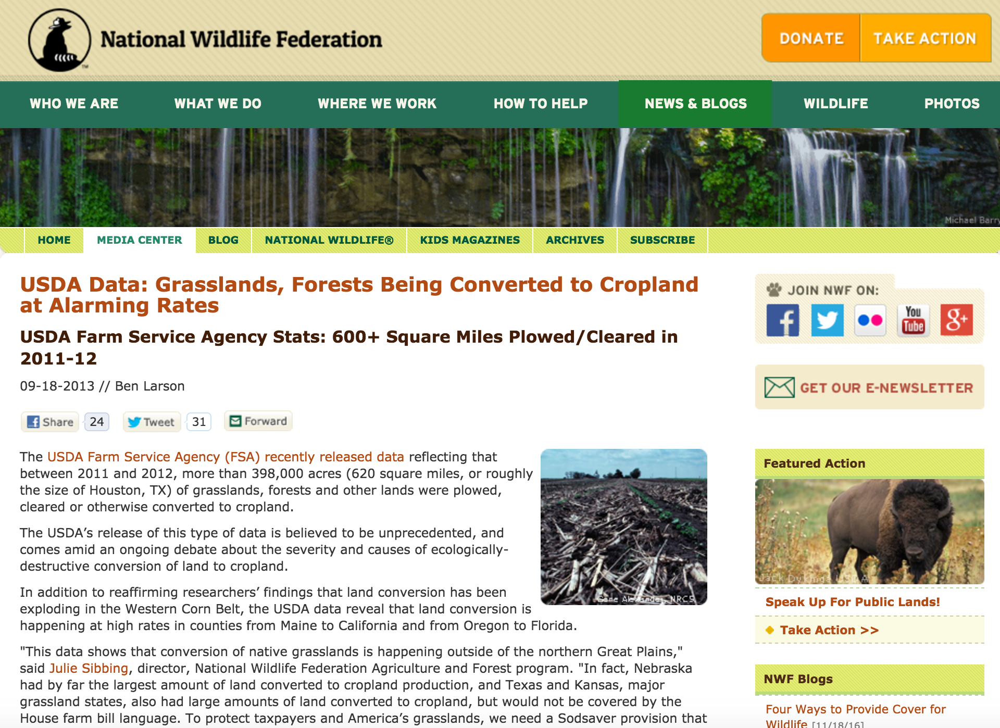 National Wildlife Federation
TM
DONATE
TAKE ACTION
WHO WE ARE
WHAT WE DO
WHERE WE WORK
HOW TO HELP
NEWS & BLOGS
WILDLIFE
PHOTOS
Michael Barry
HOME
MEDIA CENTER
BLOG
NATIONAL WILDLIFE®
KIDS MAGAZINES
ARCHIVES
SUBSCRIBE
USDA Data: Grasslands, Forests Being Converted to Cropland
at Alarming Rates
USDA Farm Service Agency Stats: 600+ Square Miles Plowed/Cleared in
2011-12
09-18-2013 // Ben Larson
Share
24
Tweet
31
Forward
The USDA Farm Service Agency (FSA) recently released data reflecting that
between 2011 and 2012, more than 398,000 acres (620 square miles, or roughly
the size of Houston, TX) of grasslands, forests and other lands were plowed,
cleared or otherwise converted to cropland.
The USDA’s release of this type of data is believed to be unprecedented, and
comes amid an ongoing debate about the severity and causes of ecologically-
destructive conversion of land to cropland.
In addition to reaffirming researchers’ findings that land conversion has been
exploding in the Western Corn Belt, the USDA data reveal that land conversion is
happening at high rates in counties from Maine to California and from Oregon to Florida.
"This data shows that conversion of native grasslands is happening outside of the northern Great Plains,"
said Julie Sibbing, director, National Wildlife Federation Agriculture and Forest program. "In fact, Nebraska
had by far the largest amount of land converted to cropland production, and Texas and Kansas, major
grassland states, also had large amounts of land converted to cropland, but would not be covered by the
House farm bill language. To protect taxpayers and America’s grasslands, we need a Sodsaver provision that
Gene Alexander, NRCS
JOIN NWF ON:
f
You
Tube
g+
GET OUR E-NEWSLETTER
Featured Action
Jack Dykinga USDA
Speak Up For Public Lands!
Take Action >>
NWF Blogs
Four Ways to Provide Cover for
Wildlife [11/18/16]